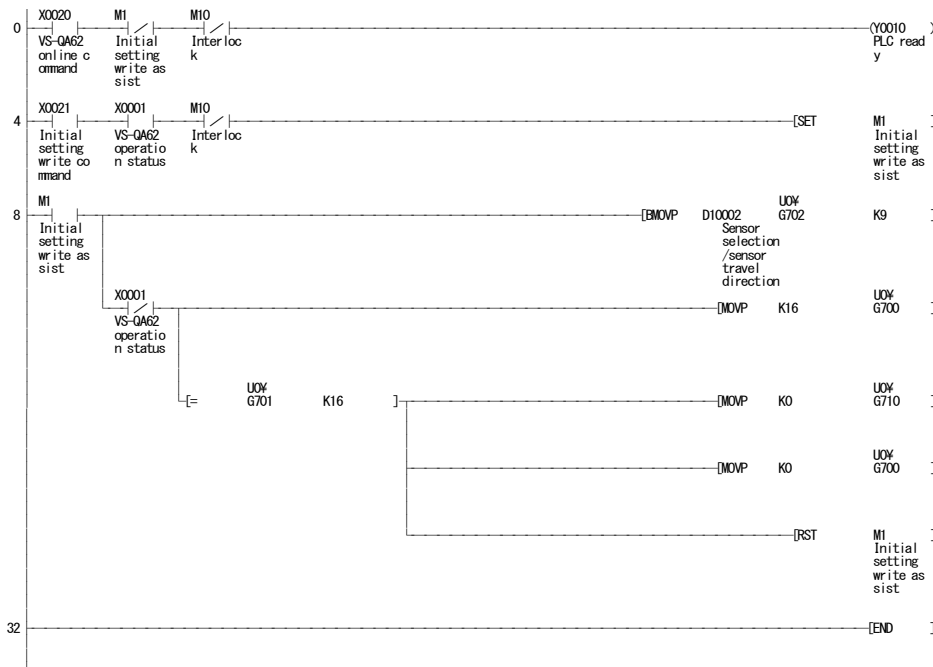 X0020 M1 M10
0 (Y0010 )
VS-QA62 Initial Interloc PLC read
online c setting k y
ommand write as
sist
X0021 X0001 M10
4 [SET M1 ]
Initial VS-QA62 Interloc Initial
setting operatio k setting
write co n status write as
mmand sist
M1 U0¥
8 [BMOVP D10002 G702 K9 ]
Initial Sensor
setting selection
write as /sensor
sist travel
direction
X0001 U0¥
[MOVP K16 G700 ]
VS-QA62
operatio
n status
U0¥ U0¥
[= G701 K16 ] [MOVP K0 G710 ]
U0¥
[MOVP K0 G700 ]
[RST M1 ]
Initial
setting
write as
sist
32 [END ]